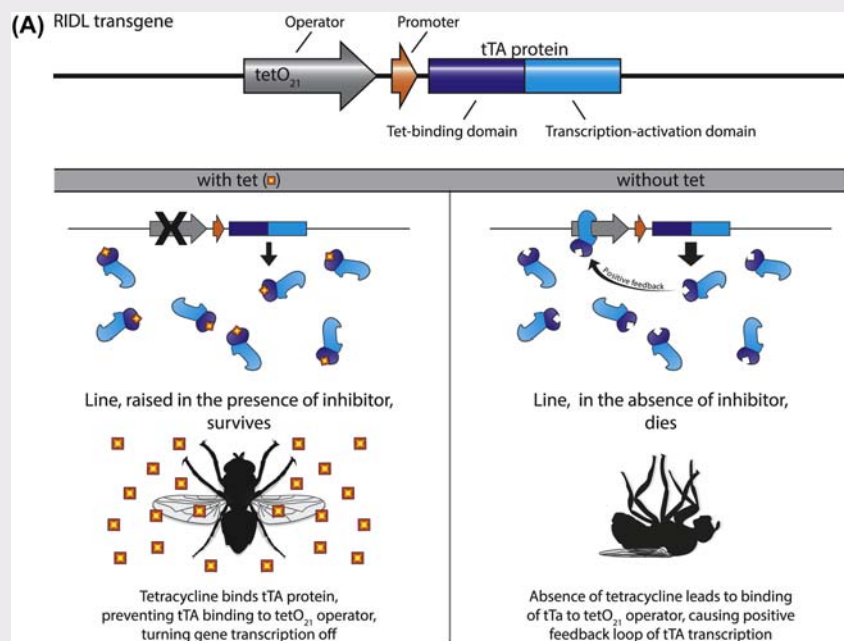 (A) RIDL transgene
Operator
Promoter
tetO21
tTA protein
Tet-binding domain
Transcription-activation domain
with tet ( )
without tet
X
Positive feedback
Line, raised in the presence of inhibitor,
survives
Line, in the absence of inhibitor,
dies
Tetracycline binds tTA protein,
preventing tTA binding to tetO21 operator,
turning gene transcription off
Absence of tetracycline leads to binding
of tTa to tetO21 operator, causing positive
feedback loop of tTA transcription